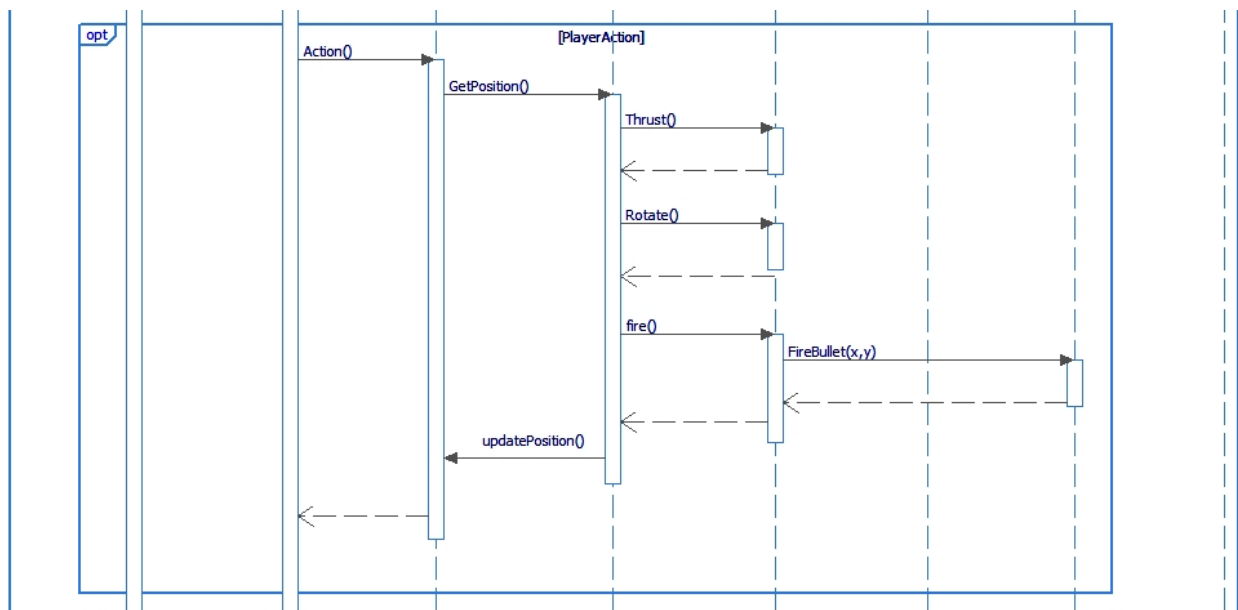 opt
[PlayerAction]
Action()
GetPosition()
Thrust()
Rotate()
fire()
FireBullet(x,y)
updatePosition()